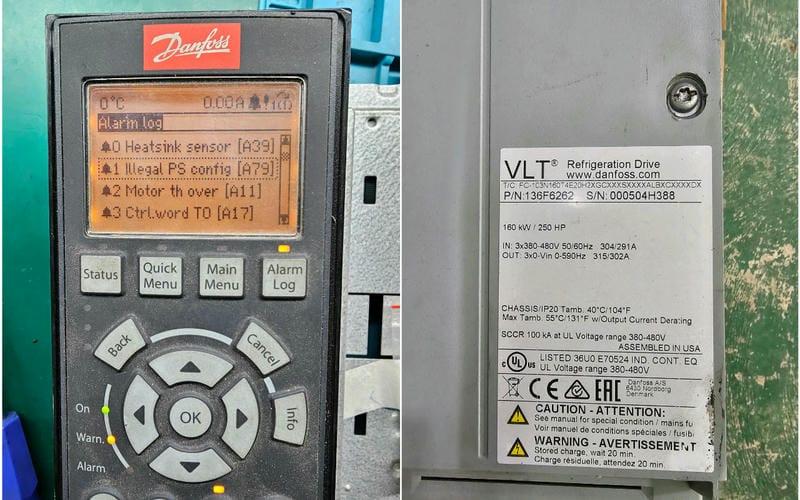 Danfoss
0°C 0.00A
Alarm log
0 Heatsink sensor [A39]
1 Illegal PS config [A79]
2 Motor th over [A11]
3 Ctrl.word TO [A17]
Status
Quick Menu
Main Menu
Alarm Log
Back
Cancel
Info
OK
On
Warn.
Alarm
VLT® Refrigeration Drive
www.danfoss.com
T/C: FC-103N160T4E20H2XGCXXXSXXXXALBXCXXXXDX
P/N:136F6262 S/N: 000504H388
160 kW / 250 HP
IN: 3x380-480V 50/60Hz 304/291A
OUT: 3x0-Vin 0-590Hz 315/302A
CHASSIS/IP20 Tamb. 40°C/104°F
Max Tamb. 55°C/131°F w/Output Current Derating
SCCR 100 kA at UL Voltage range 380-480V
ASSEMBLED IN USA
c UL us LISTED 36U0 E70524 IND. CONT. EQ
UL Voltage range 380-480V
CE EAC
Danfoss A/S
6430 Nordborg
Denmark
CAUTION - ATTENTION:
See manual for special condition / mains fu
Voir manuel de conditions spéciales / fusib
WARNING - AVERTISSEMENT
Stored charge, wait 20 min.
Charge résiduelle, attendez 20 min.